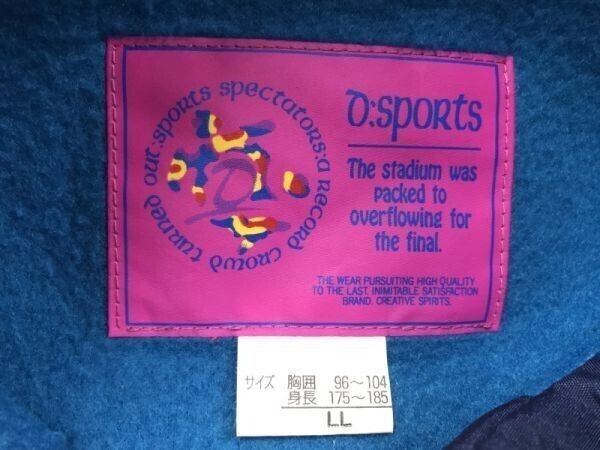 OUT:SPORTS SPECTATORS:A RECORD CROWD TURNED
D
D:SPORTS
The stadium was
packed to
overflowing for
the final.
THE WEAR PURSUITING HIGH QUALITY
TO THE LAST. INIMITABLE SATISFACTION
BRAND. CREATIVE SPIRITS.
サイズ 胸囲 96〜104
身長 175〜185
LL